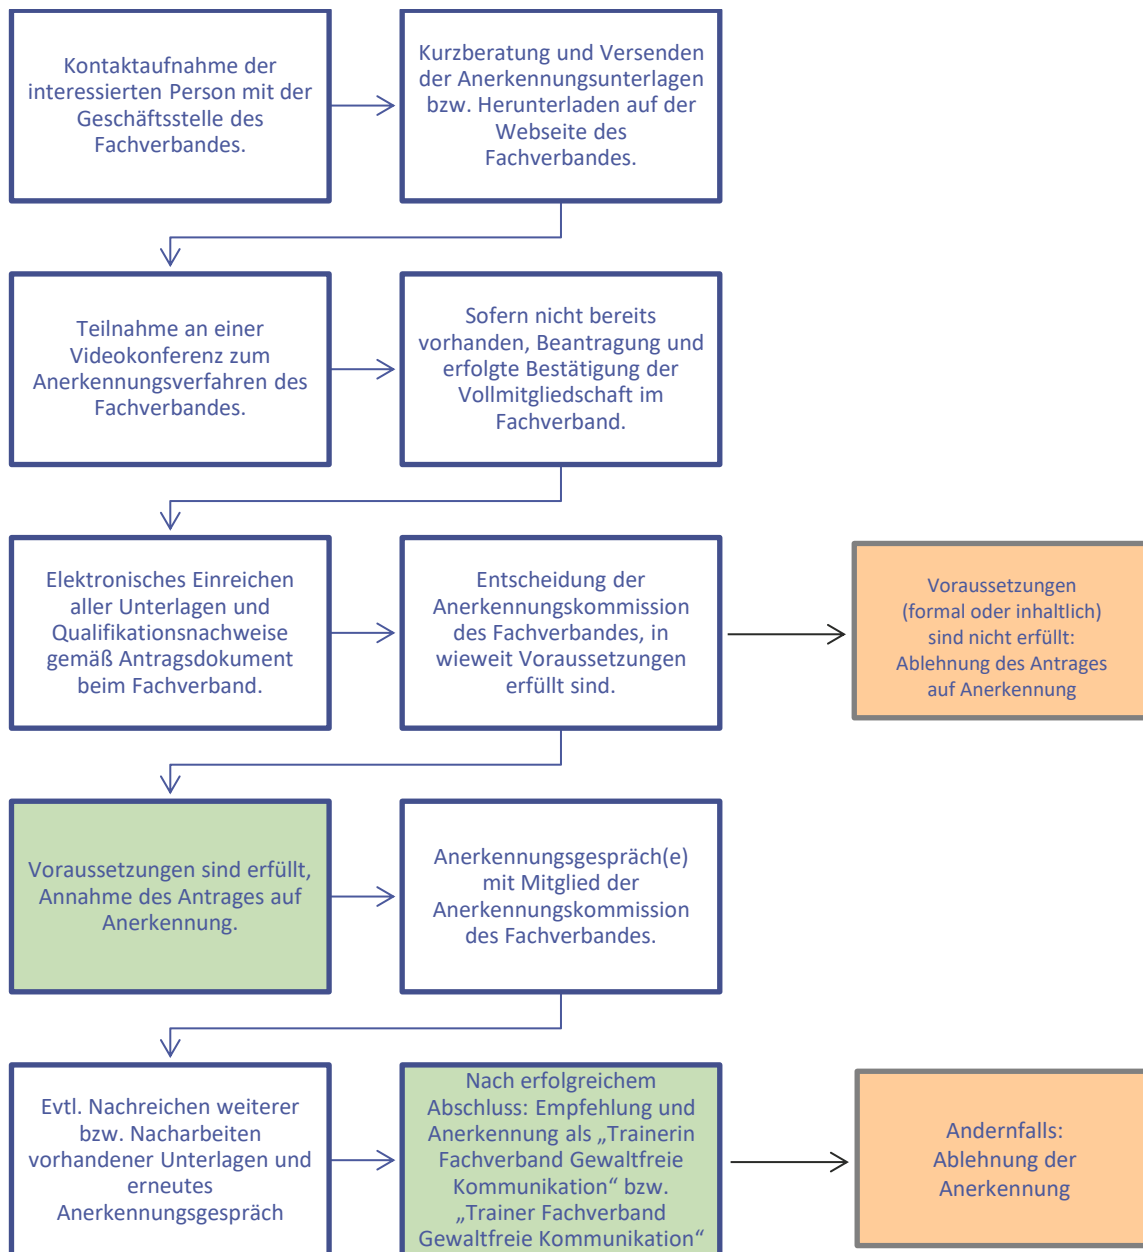 Kontaktaufnahme der
interessierten Person mit der
Geschäftsstelle des
Fachverbandes.
Kurzberatung und Versenden
der Anerkennungsunterlagen
bzw. Herunterladen auf der
Webseite des
Fachverbandes.
Teilnahme an einer
Videokonferenz zum
Anerkennungsverfahren des
Fachverbandes.
Sofern nicht bereits
vorhanden, Beantragung und
erfolgte Bestätigung der
Vollmitgliedschaft im
Fachverband.
Elektronisches Einreichen
aller Unterlagen und
Qualifikationsnachweise
gemäß Antragsdokument
beim Fachverband.
Entscheidung der
Anerkennungskommission
des Fachverbandes, in
wieweit Voraussetzungen
erfüllt sind.
Voraussetzungen
(formal oder inhaltlich)
sind nicht erfüllt:
Ablehnung des Antrages
auf Anerkennung
Voraussetzungen sind erfüllt,
Annahme des Antrages auf
Anerkennung.
Anerkennungsgespräch(e)
mit Mitglied der
Anerkennungskommission
des Fachverbandes.
Evtl. Nachreichen weiterer
bzw. Nacharbeiten
vorhandener Unterlagen und
erneutes
Anerkennungsgespräch
Nach erfolgreichem
Abschluss: Empfehlung und
Anerkennung als „Trainerin
Fachverband Gewaltfreie
Kommunikation“ bzw.
„Trainer Fachverband
Gewaltfreie Kommunikation“
Andernfalls:
Ablehnung der
Anerkennung